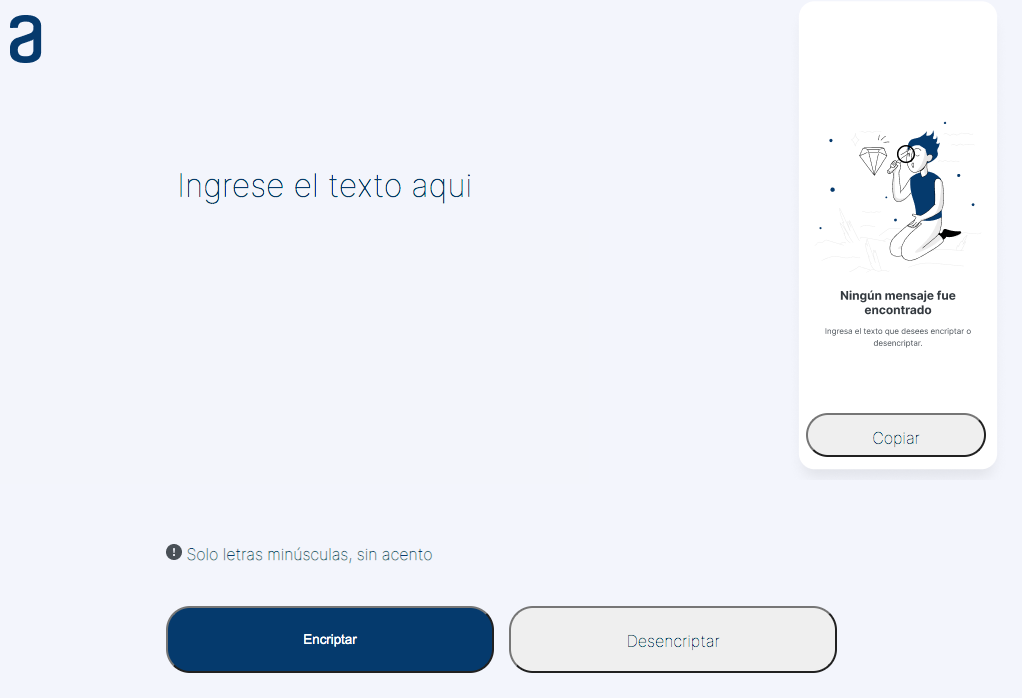 a
Ingrese el texto aqui
Ningún mensaje fue
encontrado
Ingresa el texto que desees encriptar o
desencriptar.
Copiar
Solo letras minúsculas, sin acento
Encriptar
Desencriptar